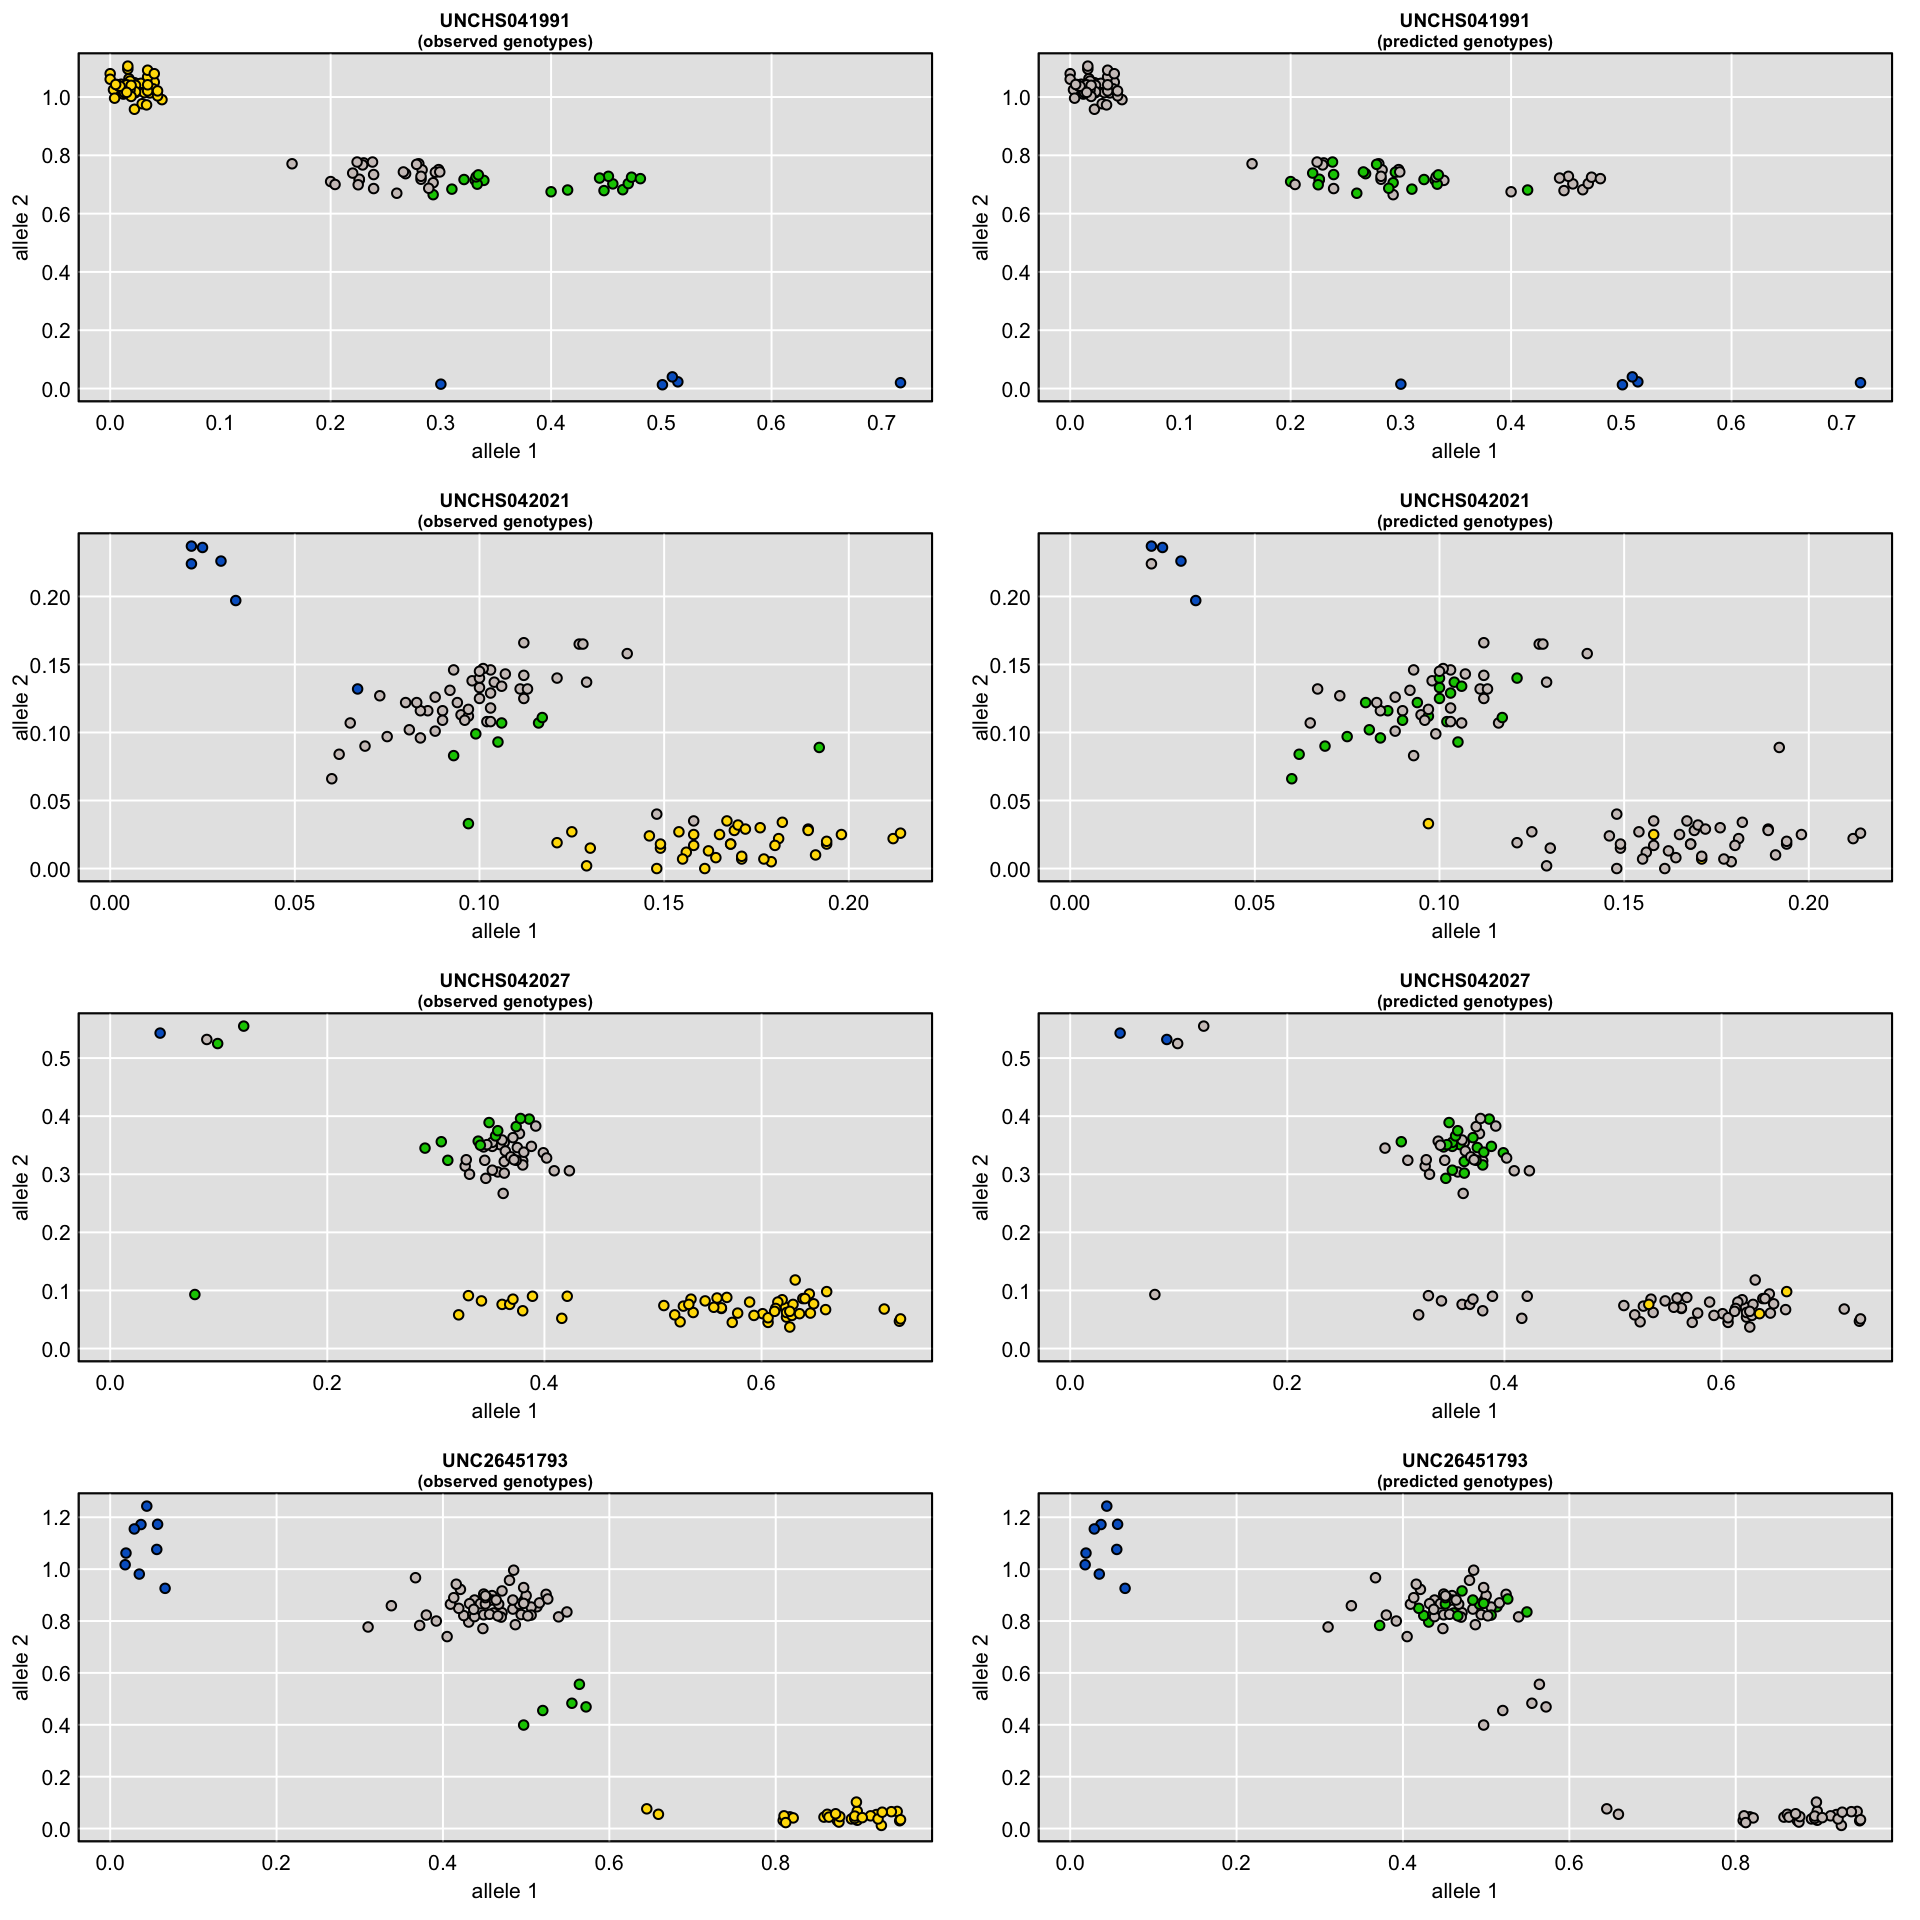 UNCHS041991
(observed genotypes)
allele 2
1.0
0.8
0.6
0.4
0.2
0.0
0.0 0.1 0.2 0.3 0.4 0.5 0.6 0.7
allele 1
UNCHS041991
(predicted genotypes)
allele 2
1.0
0.8
0.6
0.4
0.2
0.0
0.0 0.1 0.2 0.3 0.4 0.5 0.6 0.7
allele 1
UNCHS042021
(observed genotypes)
allele 2
0.20
0.15
0.10
0.05
0.00
0.00 0.05 0.10 0.15 0.20
allele 1
UNCHS042021
(predicted genotypes)
allele 2
0.20
0.15
0.10
0.05
0.00
0.00 0.05 0.10 0.15 0.20
allele 1
UNCHS042027
(observed genotypes)
allele 2
0.5
0.4
0.3
0.2
0.1
0.0
0.0 0.2 0.4 0.6
allele 1
UNCHS042027
(predicted genotypes)
allele 2
0.5
0.4
0.3
0.2
0.1
0.0
0.0 0.2 0.4 0.6
allele 1
UNC26451793
(observed genotypes)
allele 2
1.2
1.0
0.8
0.6
0.4
0.2
0.0
0.0 0.2 0.4 0.6 0.8
allele 1
UNC26451793
(predicted genotypes)
allele 2
1.2
1.0
0.8
0.6
0.4
0.2
0.0
0.0 0.2 0.4 0.6 0.8
allele 1